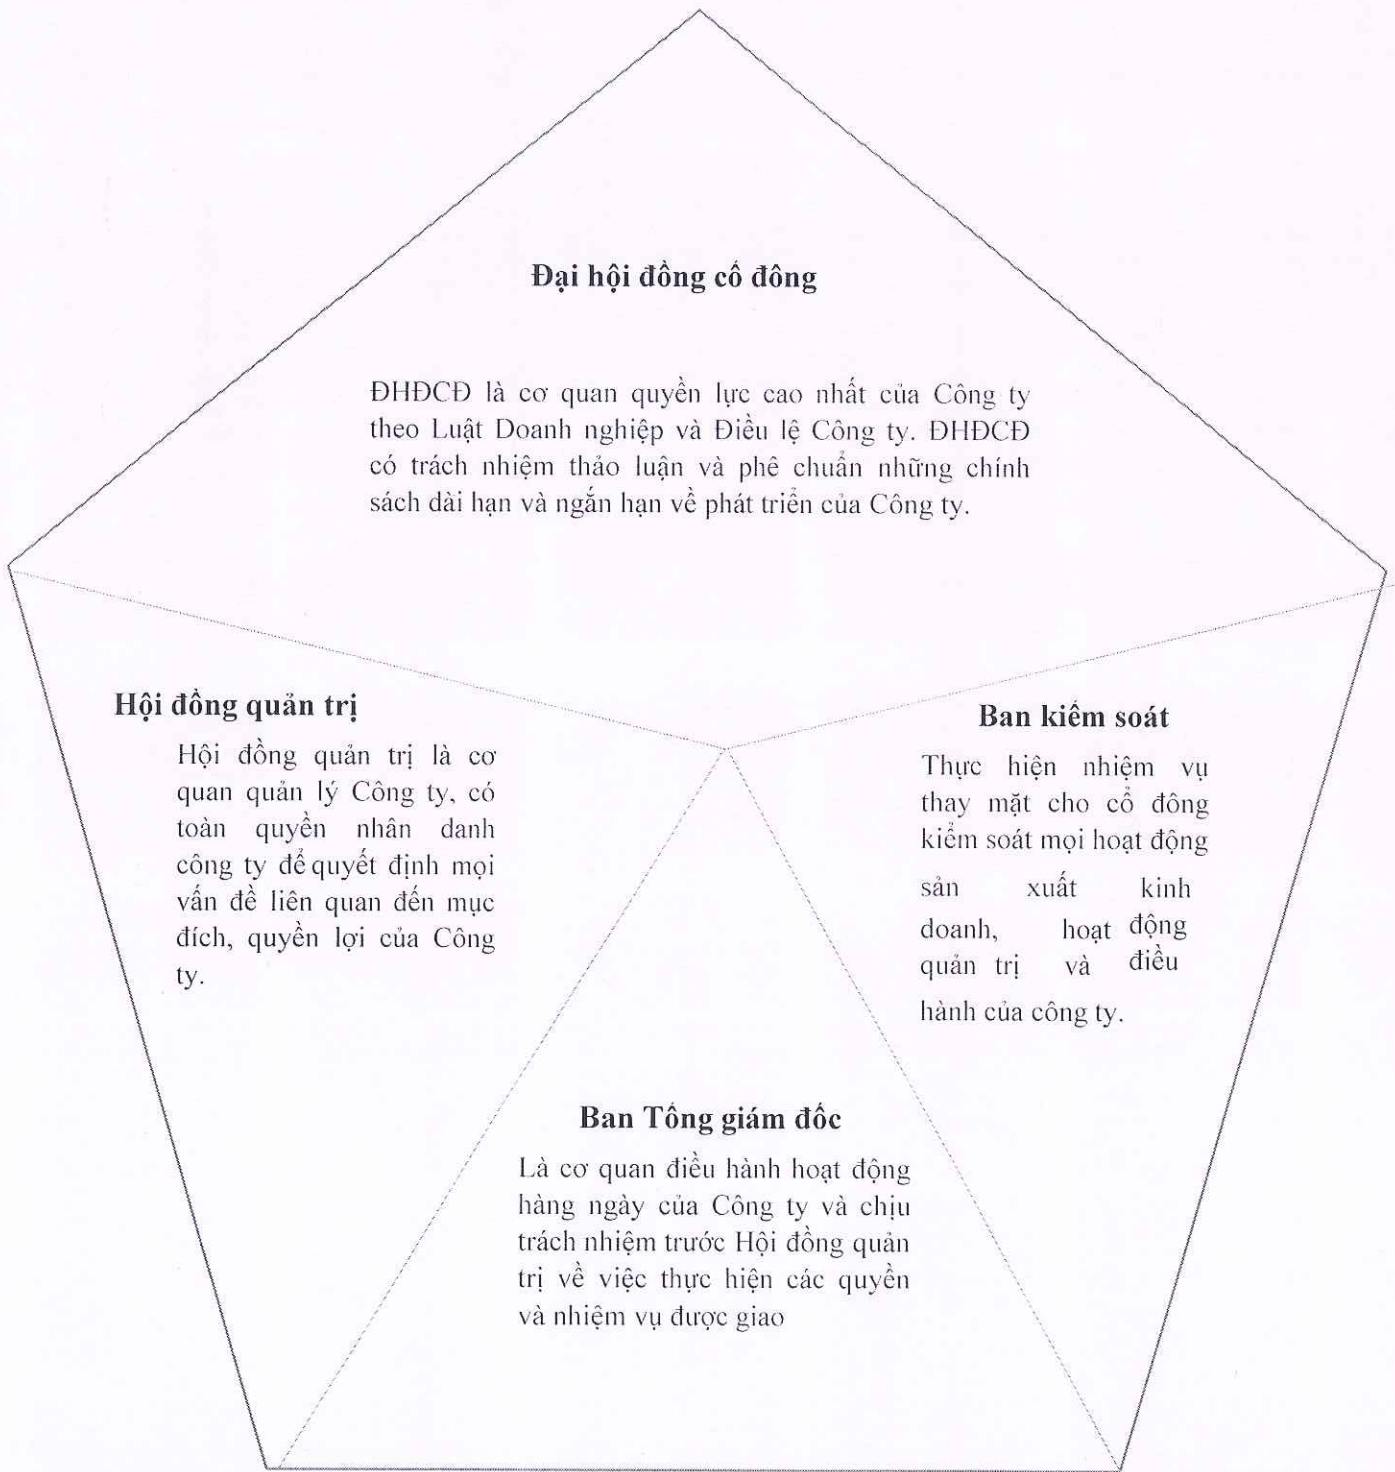 Đại hội đồng cổ đông
ĐHĐCĐ là cơ quan quyền lực cao nhất của Công ty
theo Luật Doanh nghiệp và Điều lệ Công ty. ĐHĐCĐ
có trách nhiệm thảo luận và phê chuẩn những chính
sách dài hạn và ngắn hạn về phát triển của Công ty.
Hội đồng quản trị
Hội đồng quản trị là cơ
quan quản lý Công ty, có
toàn quyền nhân danh
công ty để quyết định mọi
vấn đề liên quan đến mục
đích, quyền lợi của Công
ty.
Ban kiểm soát
Thực hiện nhiệm vụ
thay mặt cho cổ đông
kiểm soát mọi hoạt động
sản xuất kinh
doanh, hoạt động
quản trị và điều
hành của công ty.
Ban Tổng giám đốc
Là cơ quan điều hành hoạt động
hàng ngày của Công ty và chịu
trách nhiệm trước Hội đồng quản
trị về việc thực hiện các quyền
và nhiệm vụ được giao